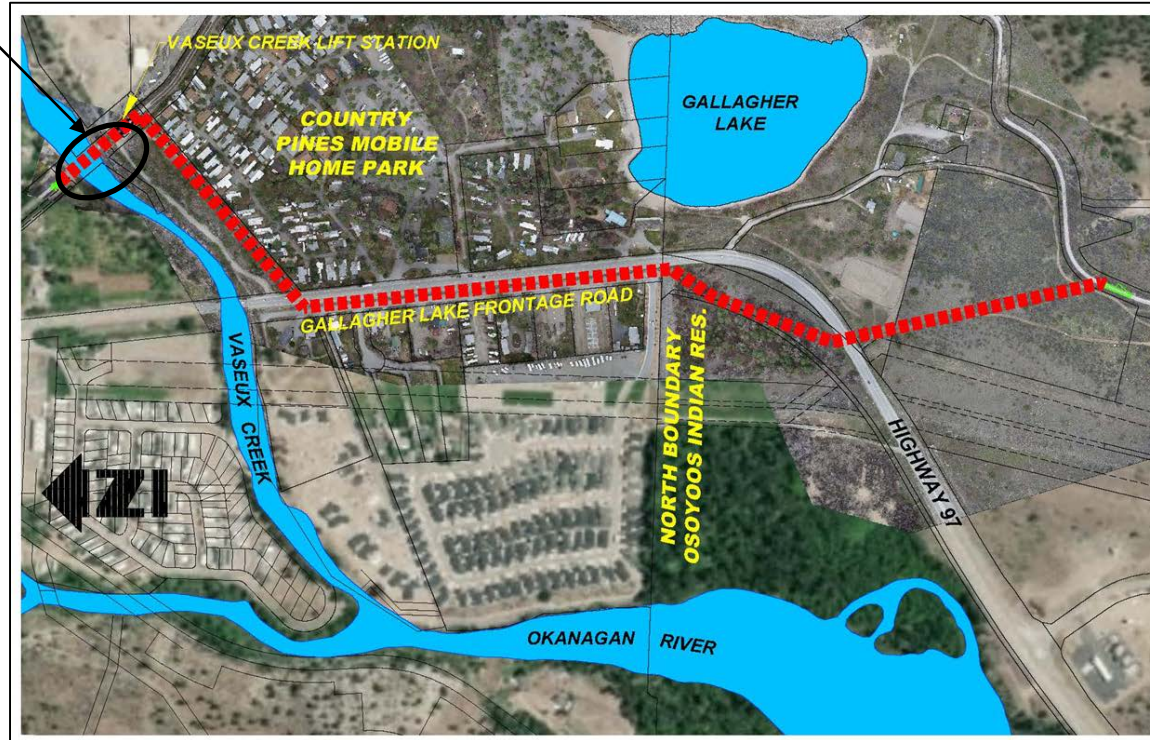 VASEUX CREEK LIFT STATION
COUNTRY
PINES MOBILE
HOME PARK
GALLAGHER
LAKE
GALLAGHER LAKE FRONTAGE ROAD
VASEUX CREEK
NORTH BOUNDARY
OSOYOOS INDIAN RES.
HIGHWAY 97
N
OKANAGAN RIVER